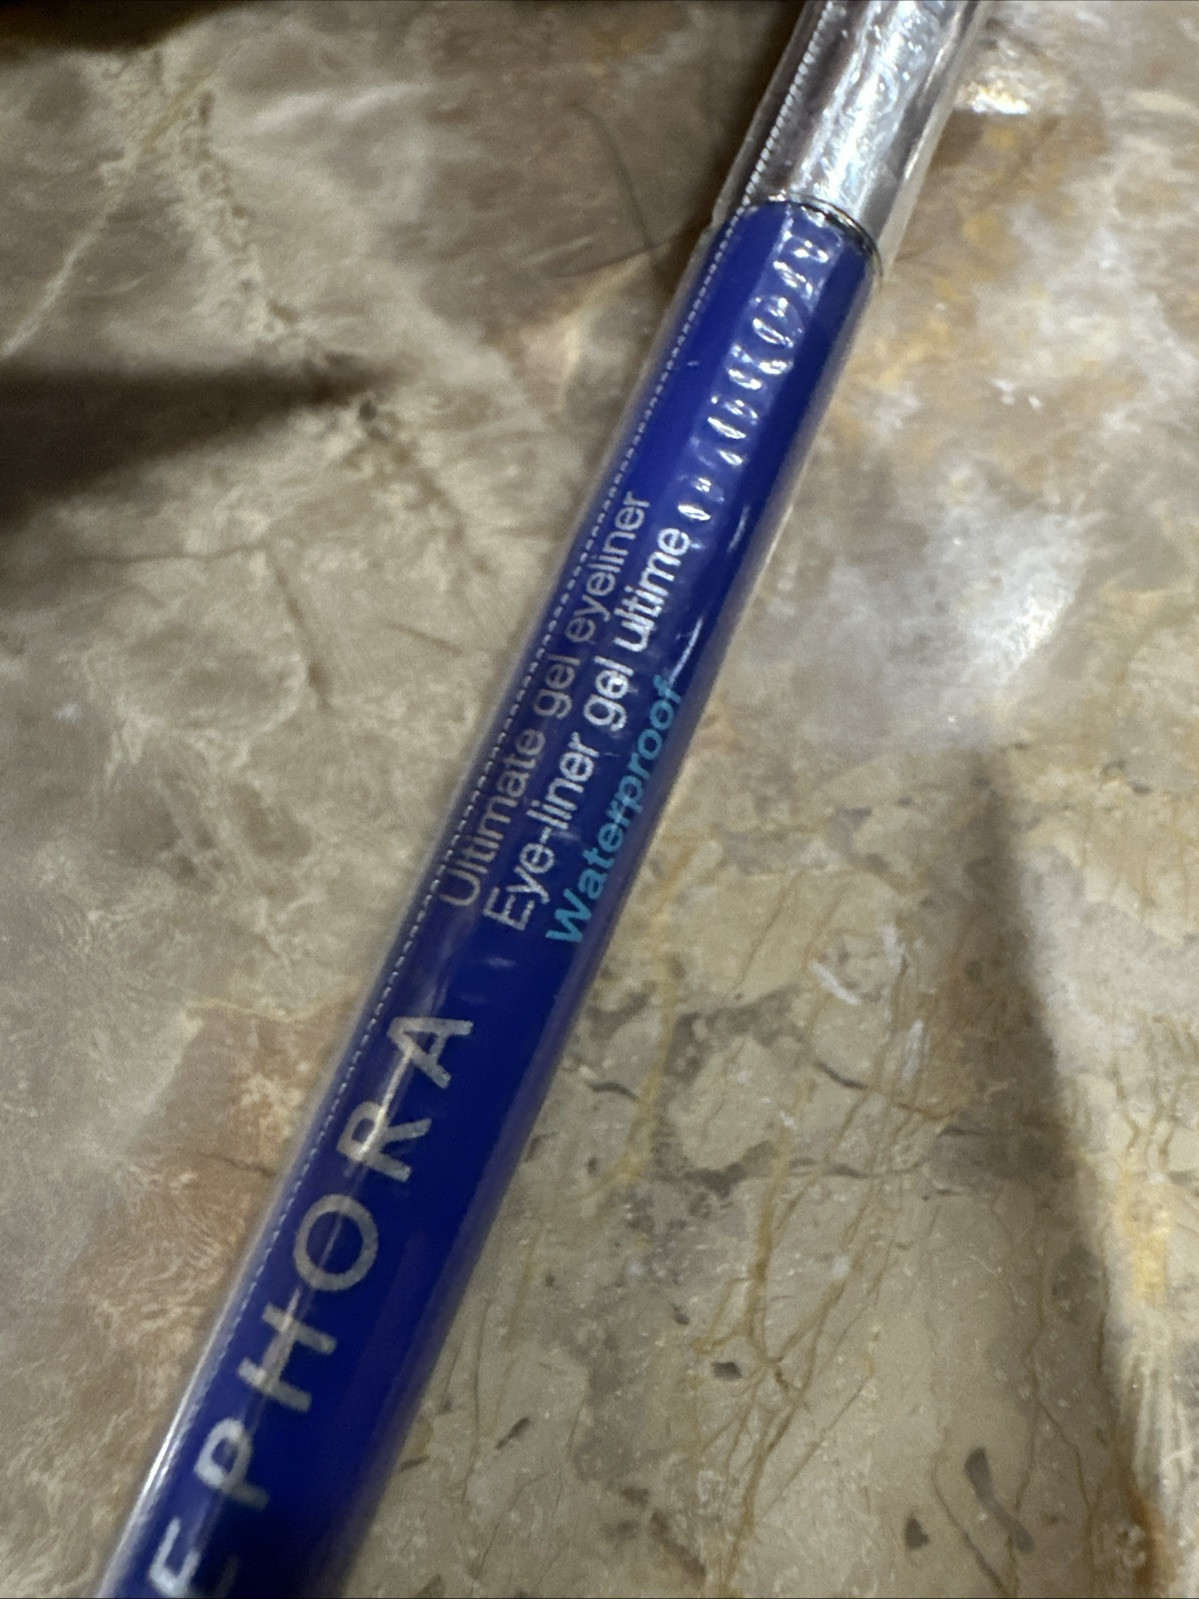 EPHORA
Ultimate gel eyeliner
Eye-liner gel ultime
Waterproof